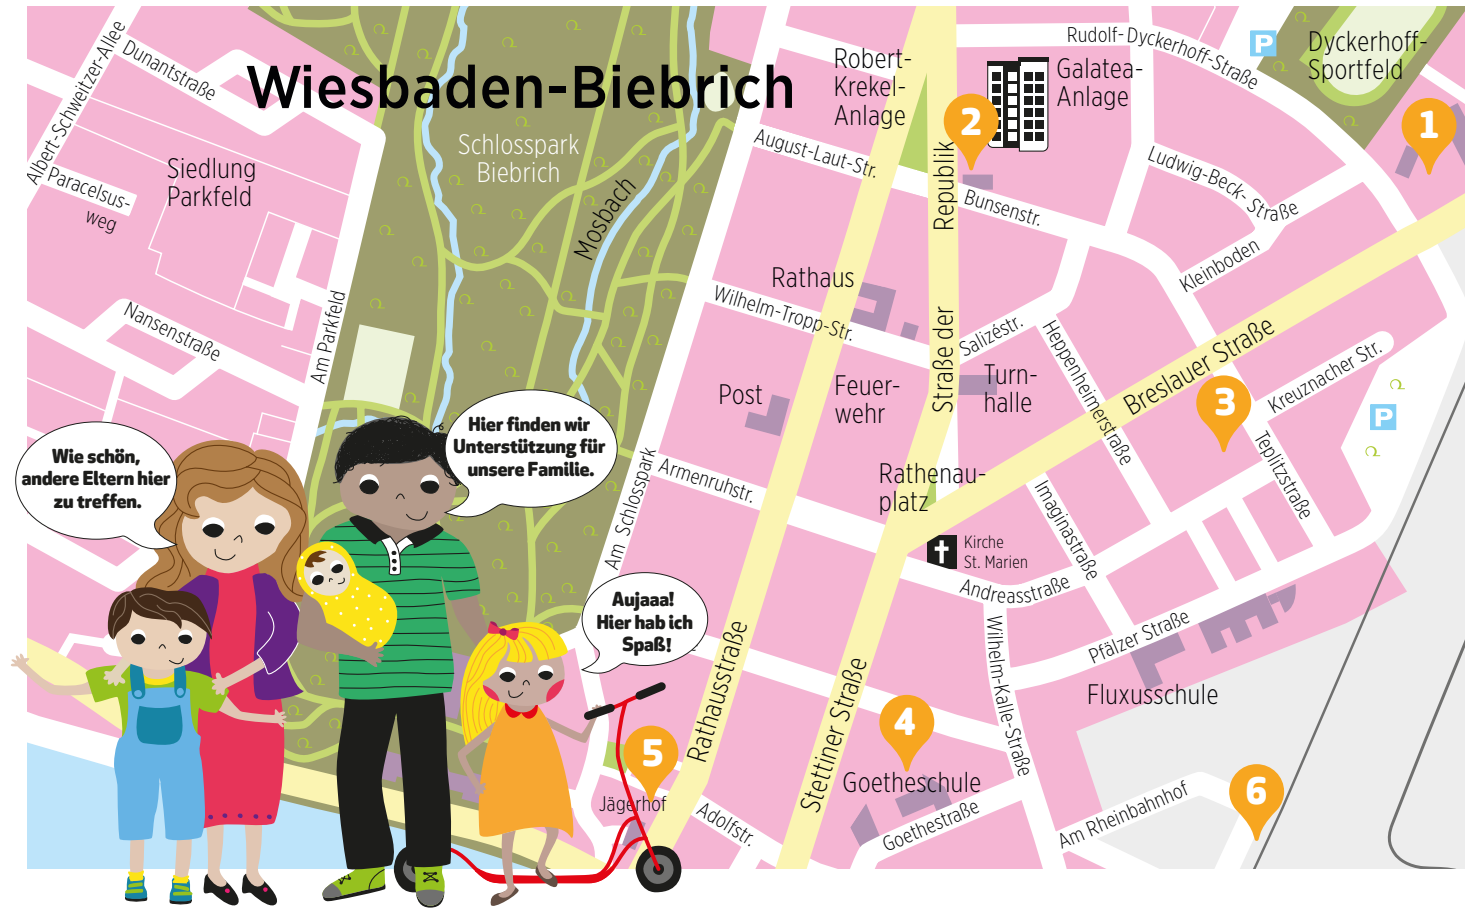 Wiesbaden-Biebrich
Albert-Schweitzer-Allee
Dunantstraße
Paracelsus-
weg
Siedlung
Parkfeld
Nansenstraße
Am Parkfeld
Schlosspark
Biebrich
Mosbach
Robert-
Krekel-
Anlage
August-Laut-Str.
Rudolf-Dyckerhoff-Straße
P
Dyckerhoff-
Sportfeld
Galatea-
Anlage
1
2
Ludwig-Beck-Straße
Bunsenstr.
Kleinboden
Straße der Republik
Rathaus
Wilhelm-Tropp-Str.
Salizéstr.
Heppenheimerstraße
Breslauer Straße
Kreuznacher Str.
P
3
Teplitzstraße
Post
Feuer-
wehr
Turn-
halle
Rathenau-
platz
Armenruhstr.
Am Schlosspark
Imaginastraße
Kirche
St. Marien
Andreasstraße
Pfälzer Straße
Fluxusschule
Wilhelm-Kalle-Straße
Rathausstraße
Stettiner Straße
4
Goetheschule
Goethestraße
5
Jägerhof
Adolfstr.
Am Rheinbahnhof
6
Wie schön,
andere Eltern hier
zu treffen.
Hier finden wir
Unterstützung für
unsere Familie.
Aujaaa!
Hier hab ich
Spaß!